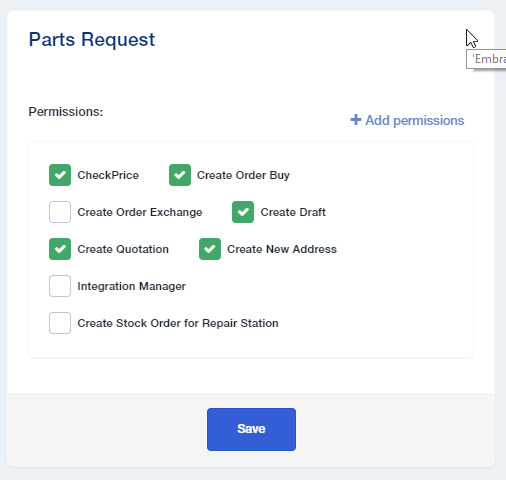 Parts Request
Permissions:
+ Add permissions
CheckPrice Create Order Buy
Create Order Exchange Create Draft
Create Quotation Create New Address
Integration Manager
Create Stock Order for Repair Station
Save